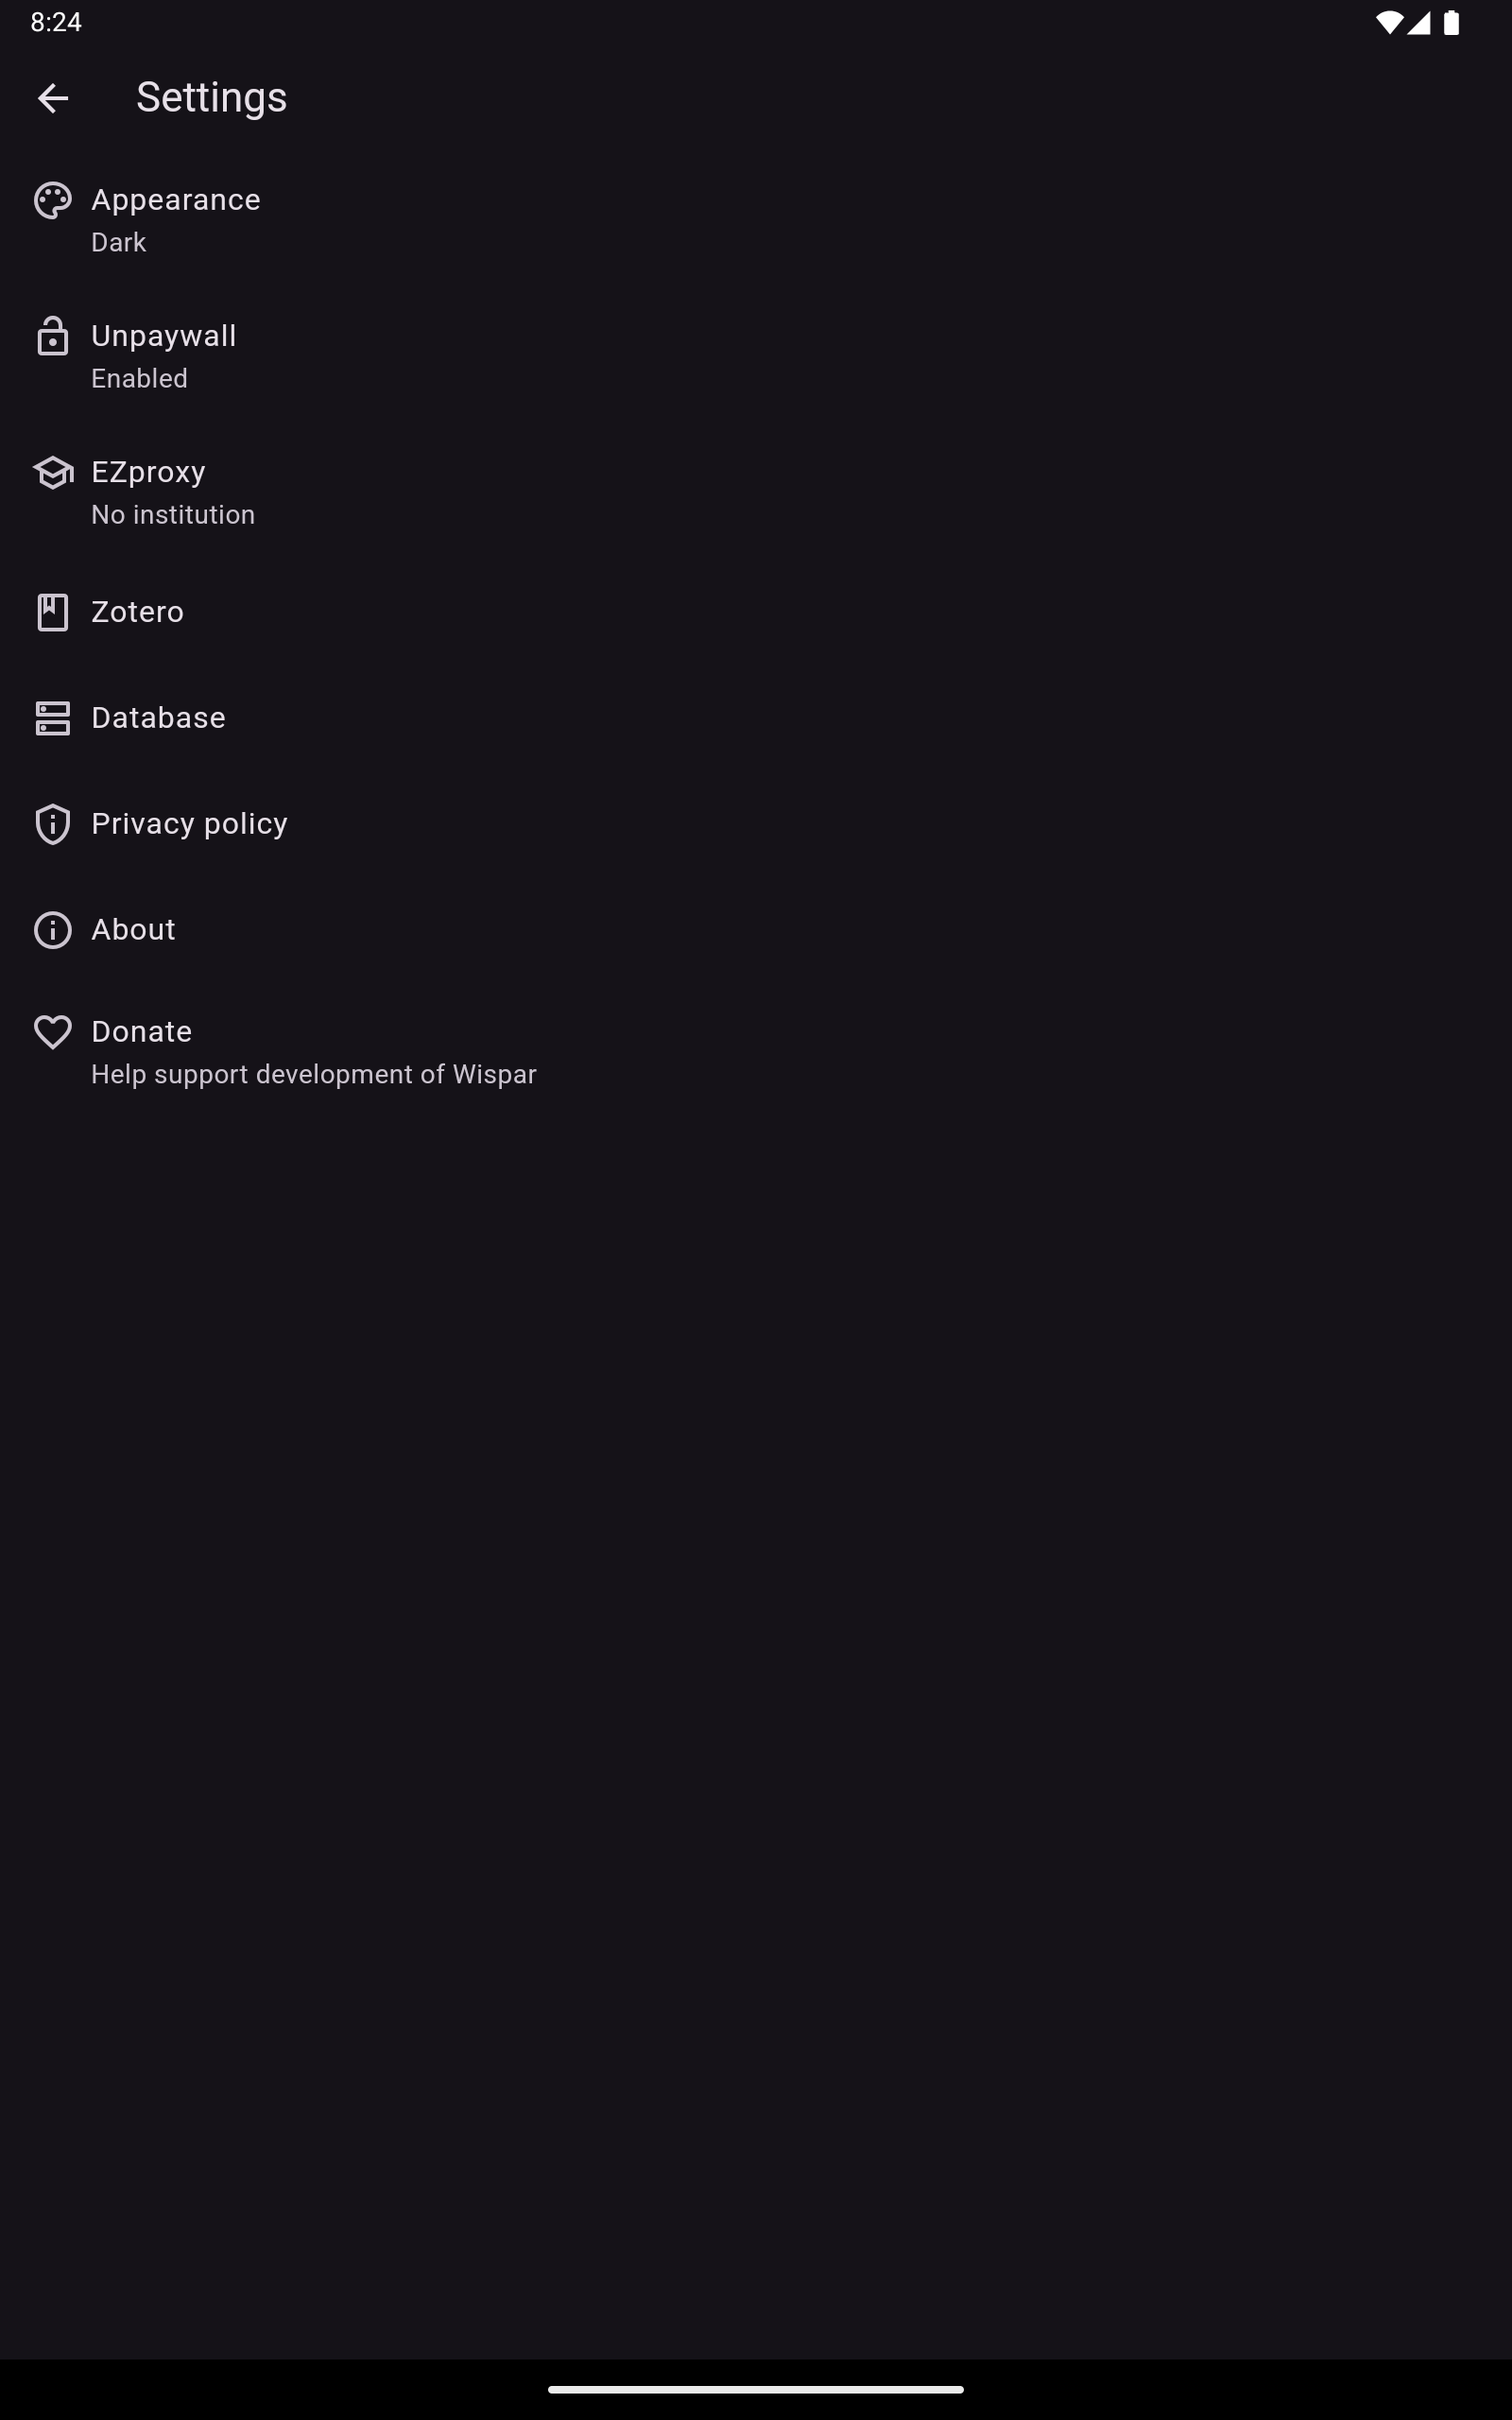 8:24
Settings
Appearance
Dark
Unpaywall
Enabled
EZproxy
No institution
Zotero
Database
Privacy policy
About
Donate
Help support development of Wispar